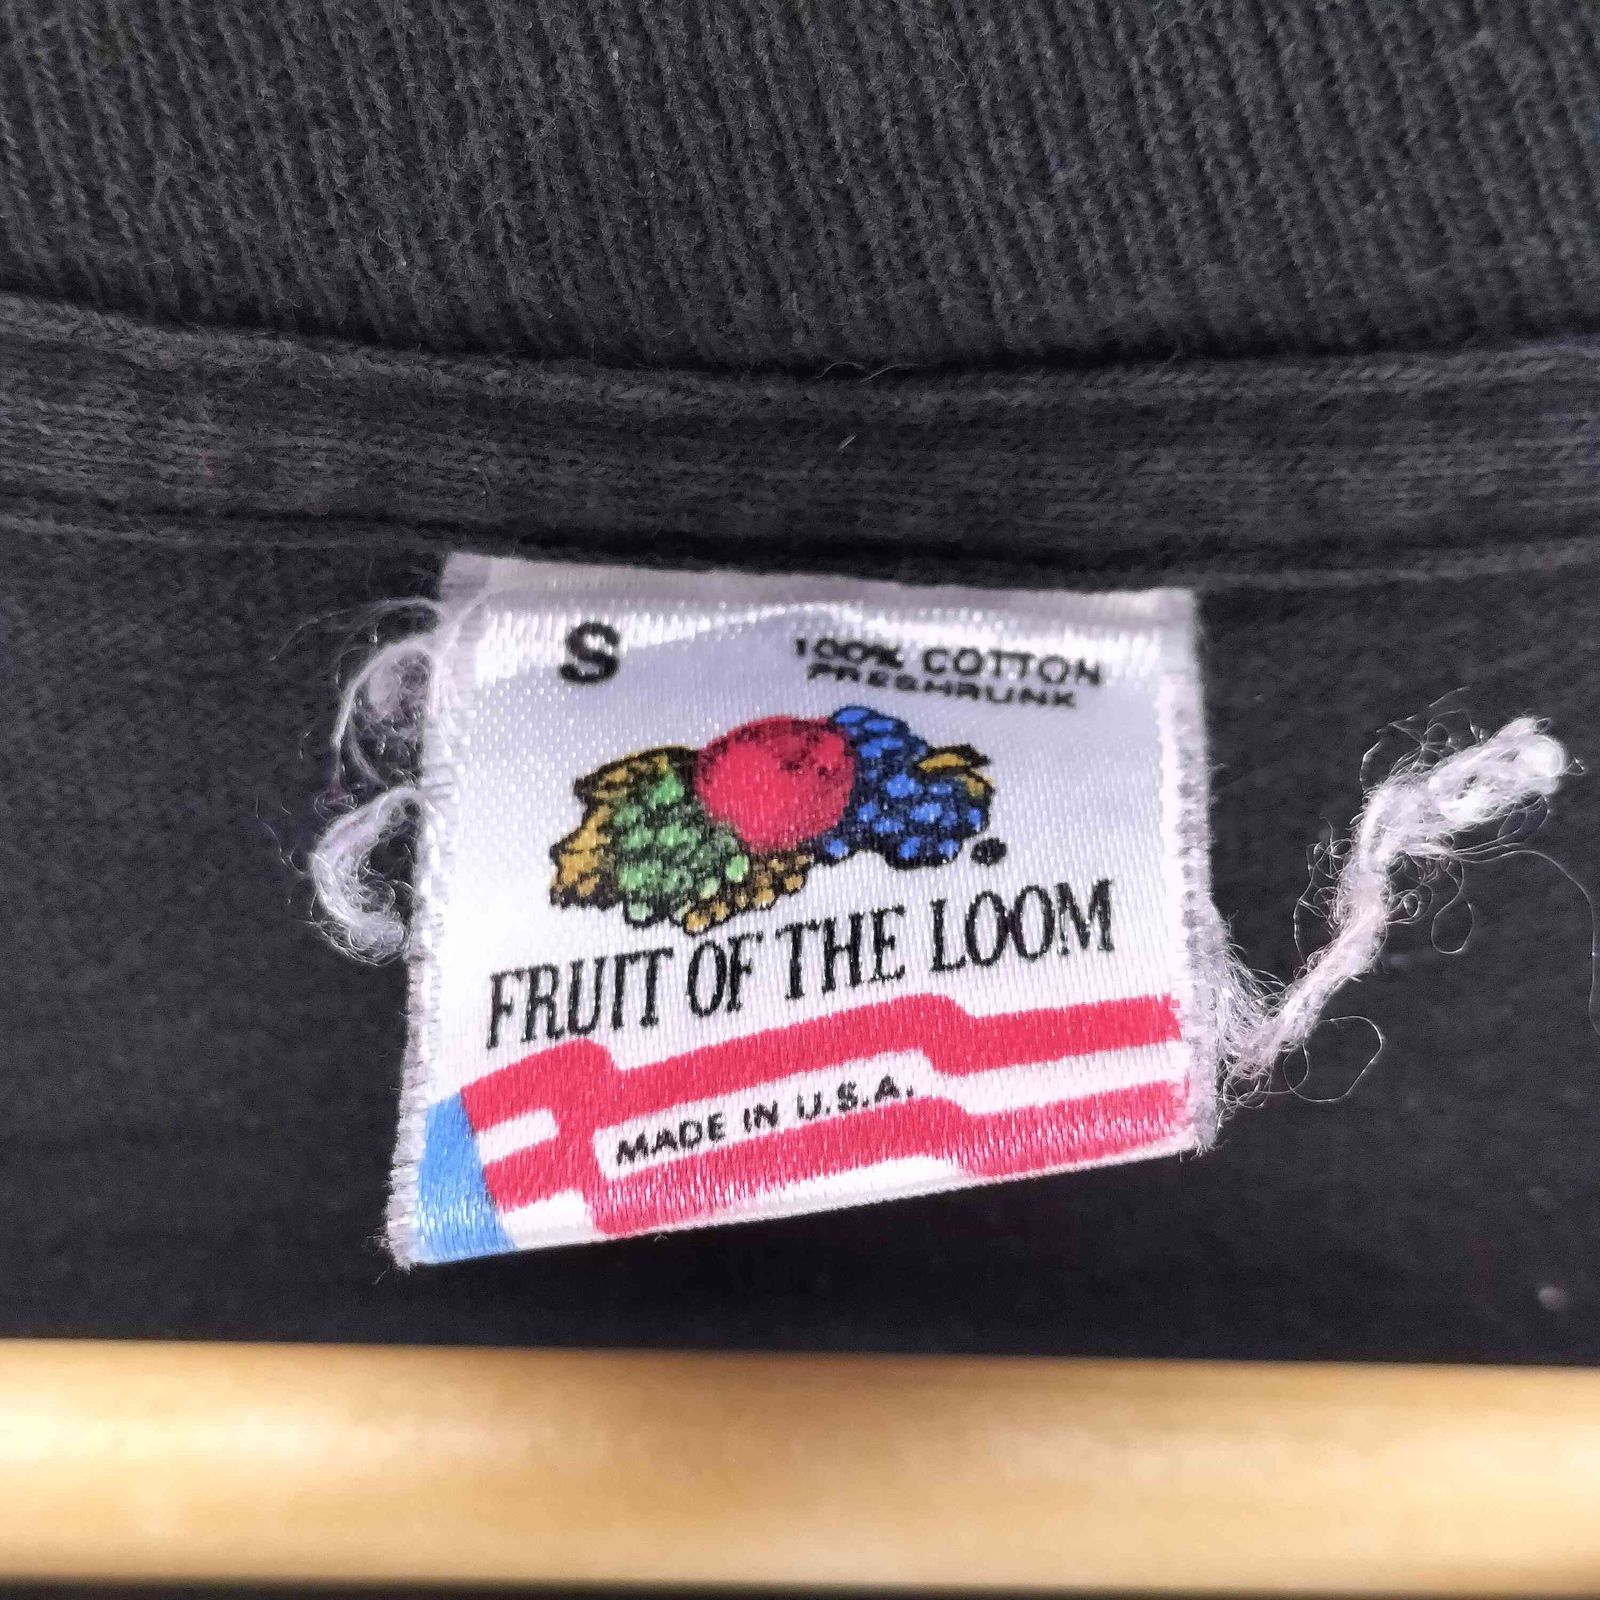 S
100% COTTON
PRESHRUNK
FRUIT OF THE LOOM
MADE IN U.S.A.